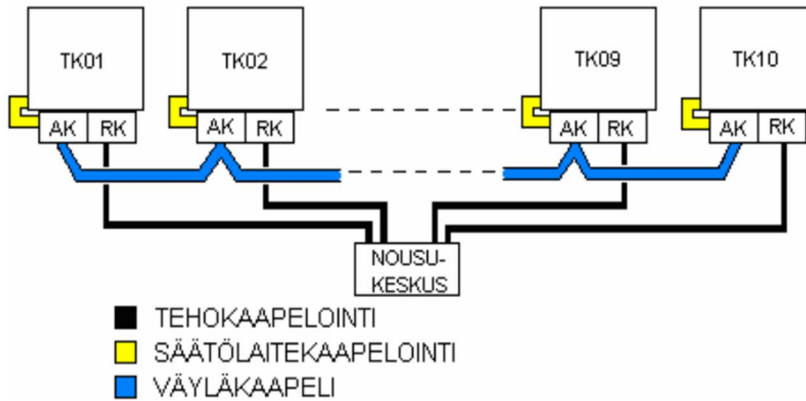 TK01
TK02
TK09
TK10
AK RK
AK RK
AK RK
AK RK
NOUSU-
KESKUS
TEHOKAAPELOINTI
SÄÄTÖLAITEKAAPELOINTI
VÄYLÄKAAPELI